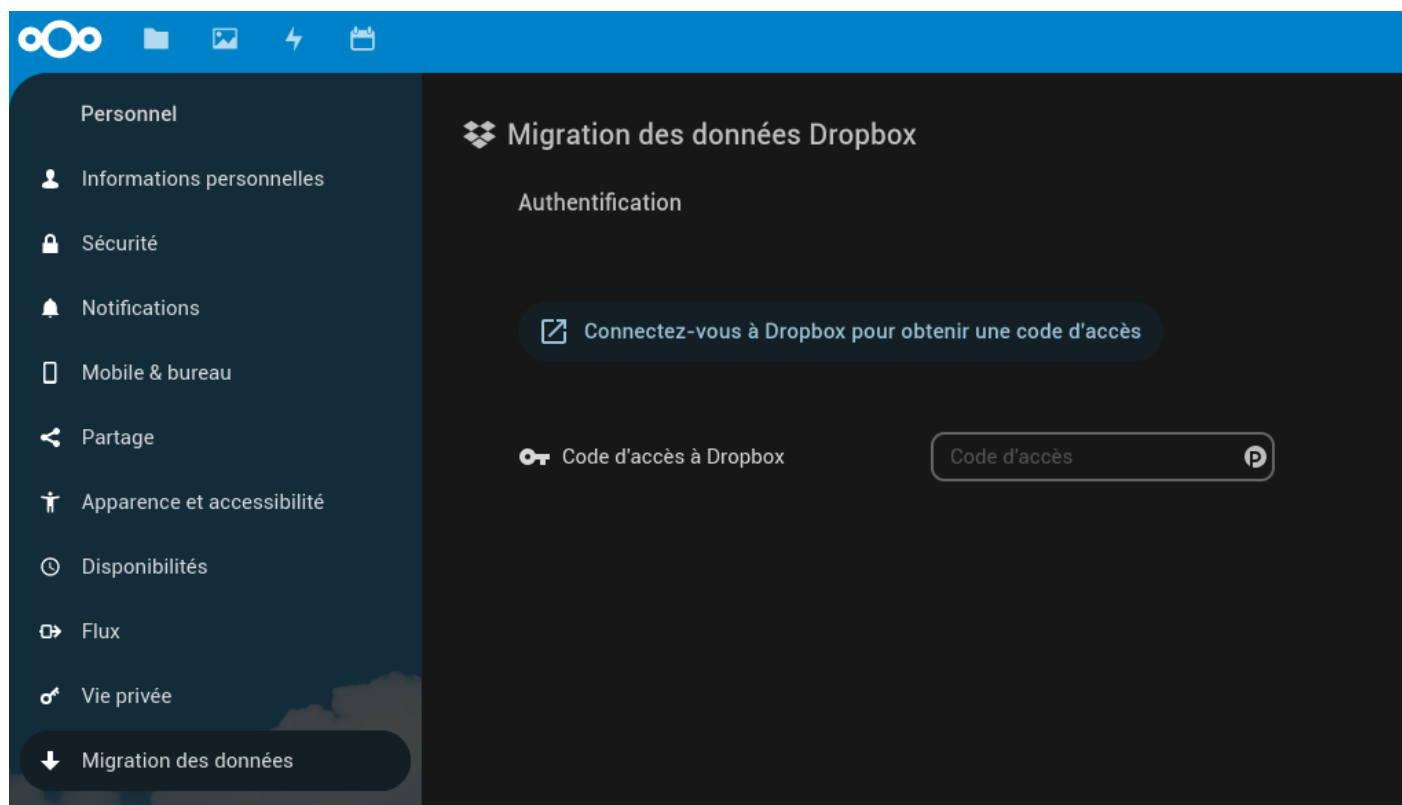 Personnel
Informations personnelles
Sécurité
Notifications
Mobile & bureau
Partage
Apparence et accessibilité
Disponibilités
Flux
Vie privée
Migration des données
Migration des données Dropbox
Authentification
Connectez-vous à Dropbox pour obtenir une code d'accès
Code d'accès à Dropbox
Code d'accès